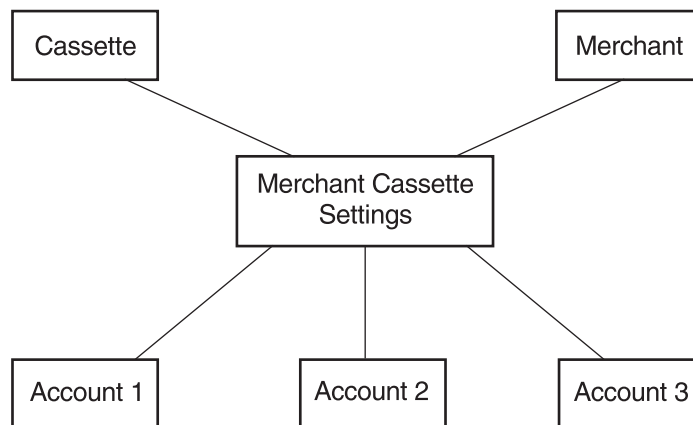 Cassette
Merchant
Merchant Cassette
Settings
Account 1
Account 2
Account 3